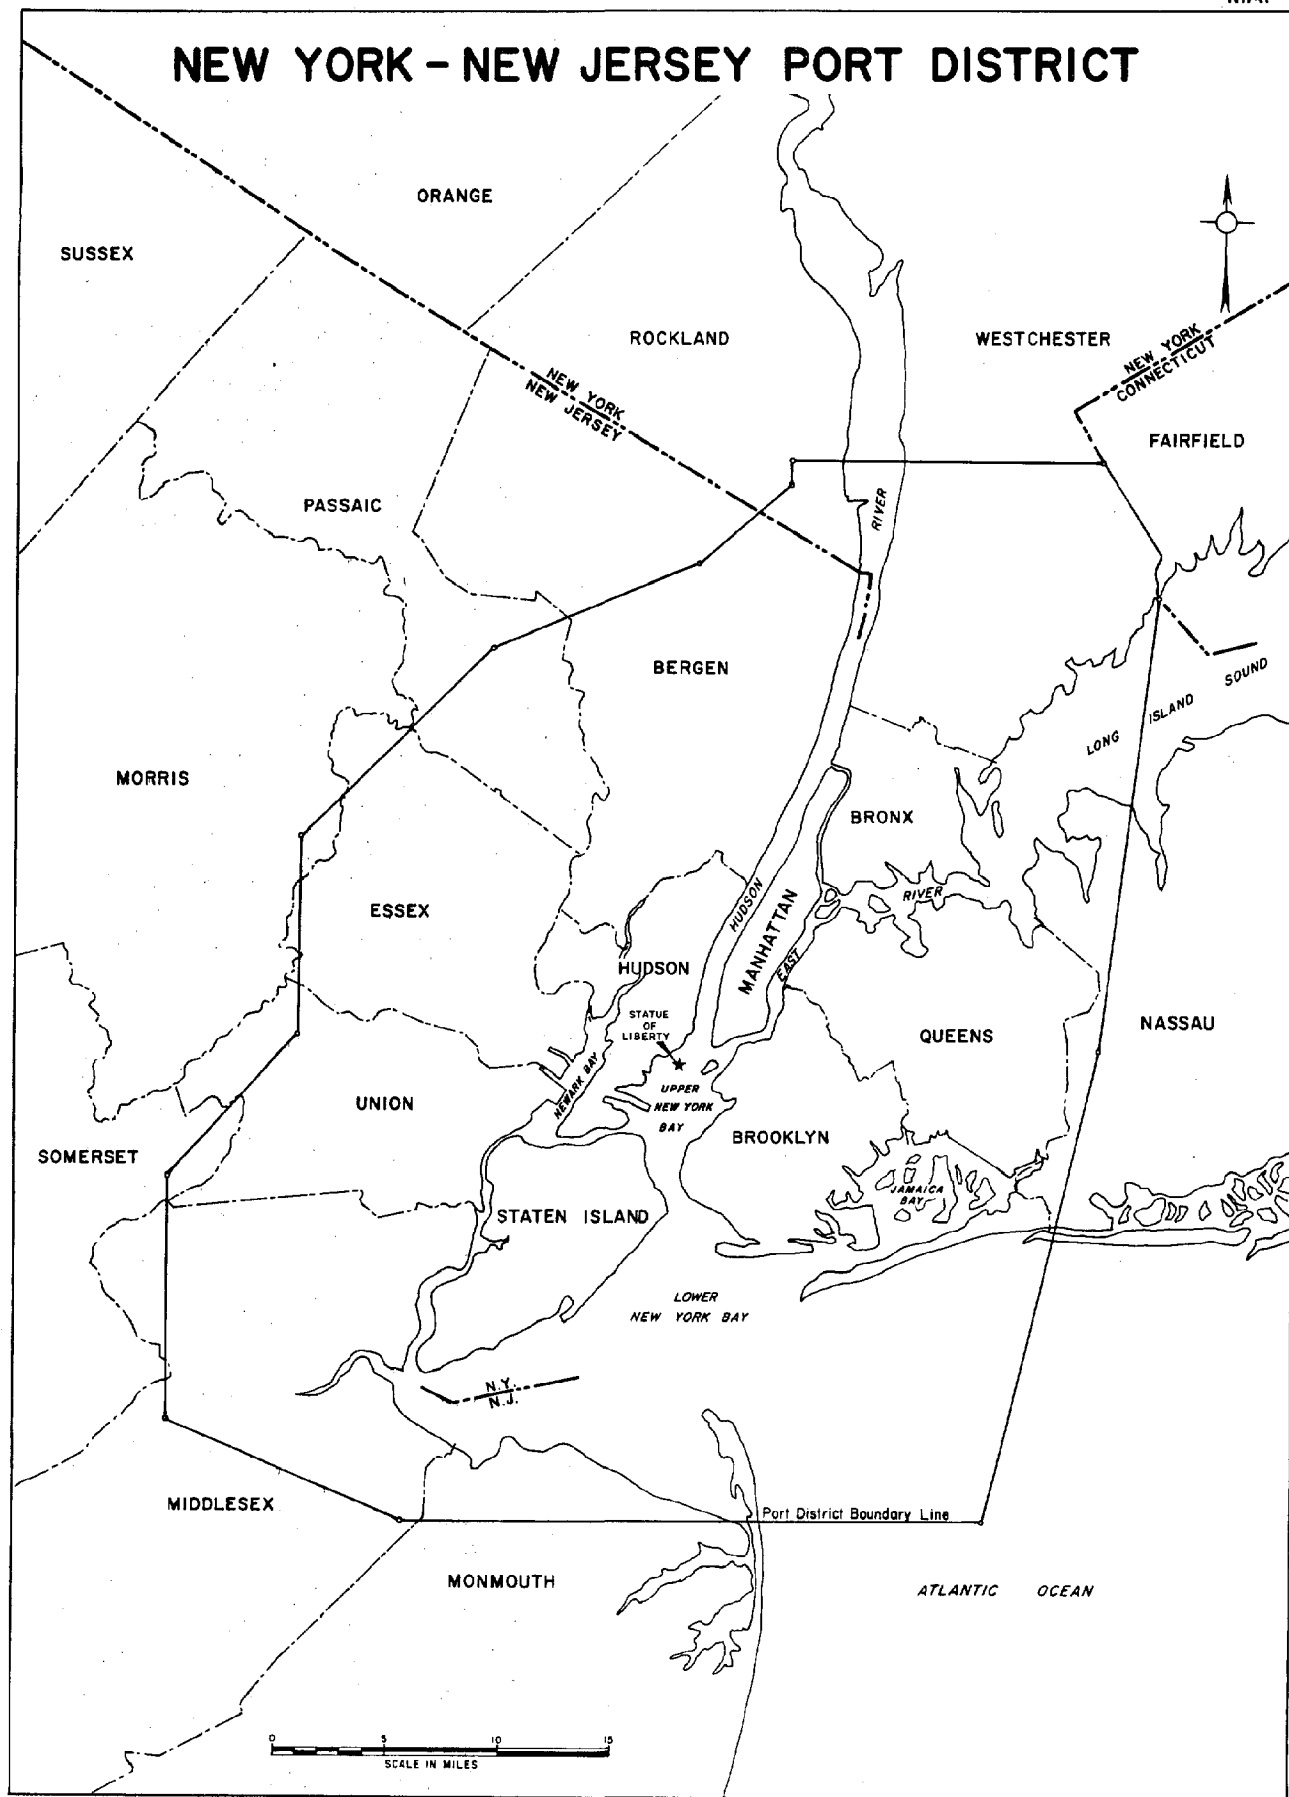 NEW YORK – NEW JERSEY PORT DISTRICT
ORANGE
SUSSEX
ROCKLAND
WESTCHESTER
NEW YORK
CONNECTICUT
NEW YORK
NEW JERSEY
FAIRFIELD
PASSAIC
RIVER
BERGEN
LONG ISLAND SOUND
MORRIS
BRONX
ESSEX
HUDSON
RIVER
MANHATTAN
EAST
HUDSON
STATUE
OF
LIBERTY
QUEENS
NASSAU
NEWARK BAY
UPPER
NEW YORK
BAY
UNION
BROOKLYN
SOMERSET
JAMAICA
BAY
STATEN ISLAND
LOWER
NEW YORK BAY
N.Y.
N.J.
MIDDLESEX
Port District Boundary Line
MONMOUTH
ATLANTIC OCEAN
0 5 10 15
SCALE IN MILES